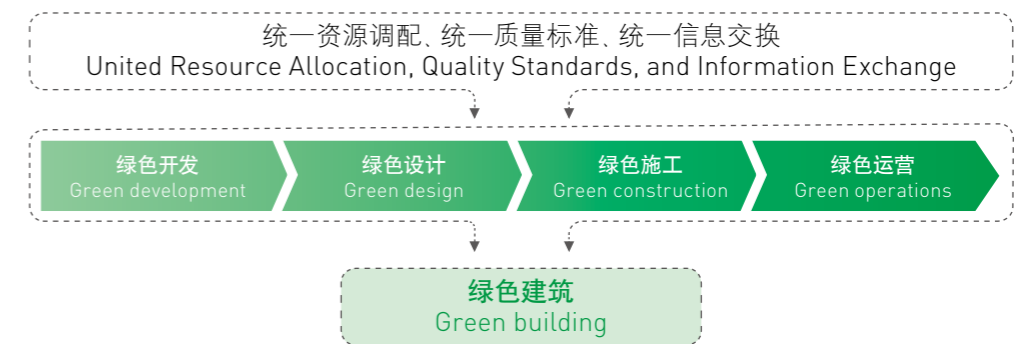 统一资源调配、统一质量标准、统一信息交换
United Resource Allocation, Quality Standards, and Information Exchange
绿色开发
Green development
绿色设计
Green design
绿色施工
Green construction
绿色运营
Green operations
绿色建筑
Green building